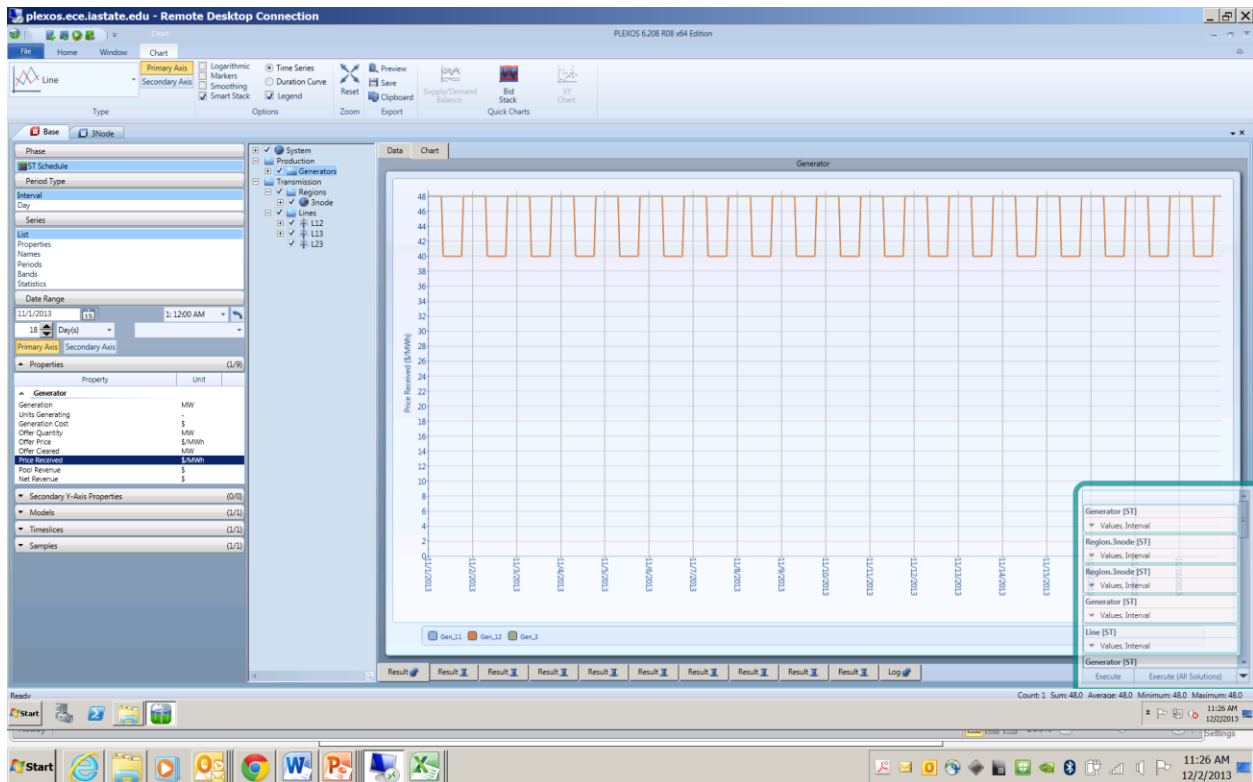 plexos.ece.iastate.edu - Remote Desktop Connection
Chart
PLEXOS 6.208 R08 x64 Edition
File Home Window Chart
Line
Primary Axis
Secondary Axis
Logarithmic
Markers
Smoothing
Smart Stack
Time Series
Duration Curve
Legend
Reset
Preview
Save
Clipboard
Supply/Demand Balance
Bid Stack
XY Chart
Type Options Zoom Export Quick Charts
Base 3Node
Phase
ST Schedule
Period Type
Interval
Day
Series
List
Properties
Names
Periods
Bands
Statistics
Date Range
11/1/2013 15 1: 12:00 AM
18 Day(s)
Primary Axis Secondary Axis
Properties (1/9)
Property Unit
Generator
Generation MW
Units Generating -
Generation Cost $
Offer Quantity MW
Offer Price $/MWh
Offer Cleared MW
Price Received $/MWh
Pool Revenue $
Net Revenue $
Secondary Y-Axis Properties (0/0)
Models (1/1)
Timeslices (1/1)
Samples (1/1)
System
Production
Generators
Transmission
Regions
3node
Lines
L12
L13
L23
Data Chart
Generator
Price Received ($/MWh)
48
46
44
42
40
38
36
34
32
30
28
26
24
22
20
18
16
14
12
10
8
6
4
2
0
11/1/2013
11/2/2013
11/3/2013
11/4/2013
11/5/2013
11/6/2013
11/7/2013
11/8/2013
11/9/2013
11/10/2013
11/11/2013
11/12/2013
11/13/2013
11/14/2013
11/15/2013
Gen_11 Gen_12 Gen_3
Generator [ST]
Values, Interval
Region.3node [ST]
Values, Interval
Region.3node [ST]
Values, Interval
Generator [ST]
Values, Interval
Line [ST]
Values, Interval
Generator [ST]
Execute Execute (All Solutions)
Result Result Result Result Result Result Result Result Result Log
Ready
Count: 1 Sum: 48.0 Average: 48.0 Minimum: 48.0 Maximum: 48.0
Start
11:26 AM
12/2/2013
Settings
Start
11:26 AM
12/2/2013